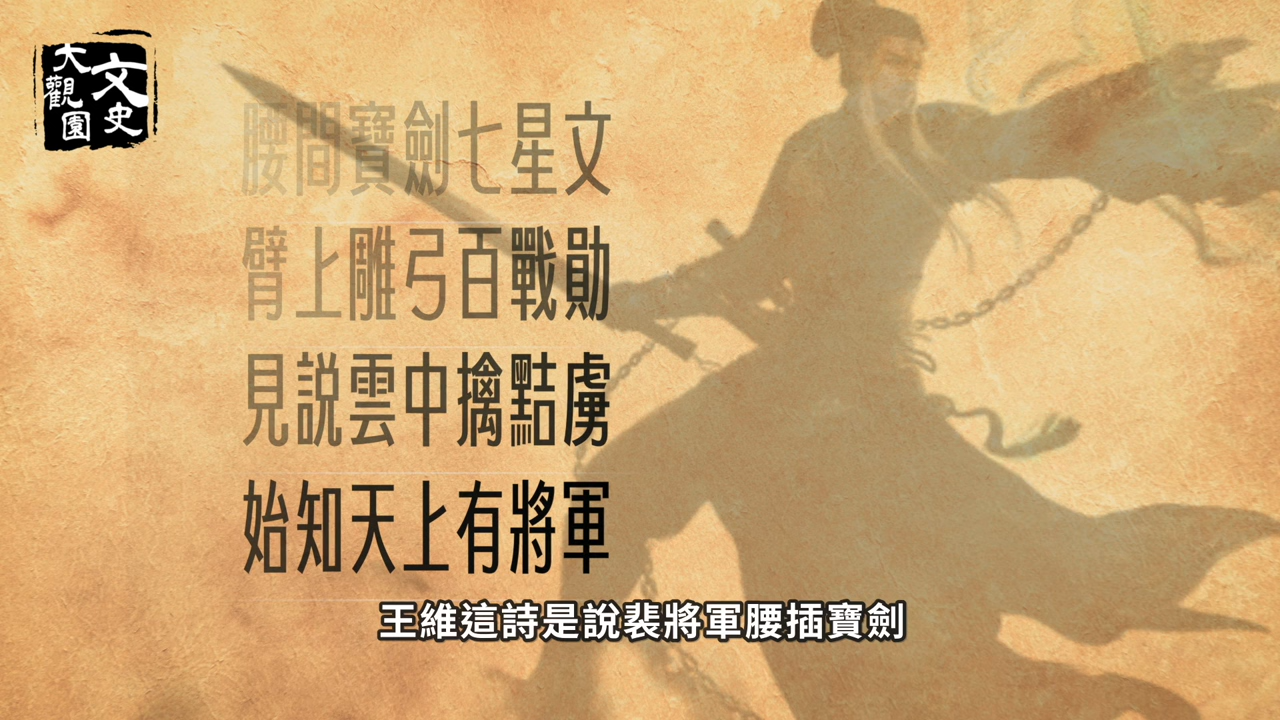 文史
大觀園
腰間寶劍七星文
臂上雕弓百戰勛
見説雲中擒黠虜
始知天上有將軍
王維這詩是說裴將軍腰插寶劍